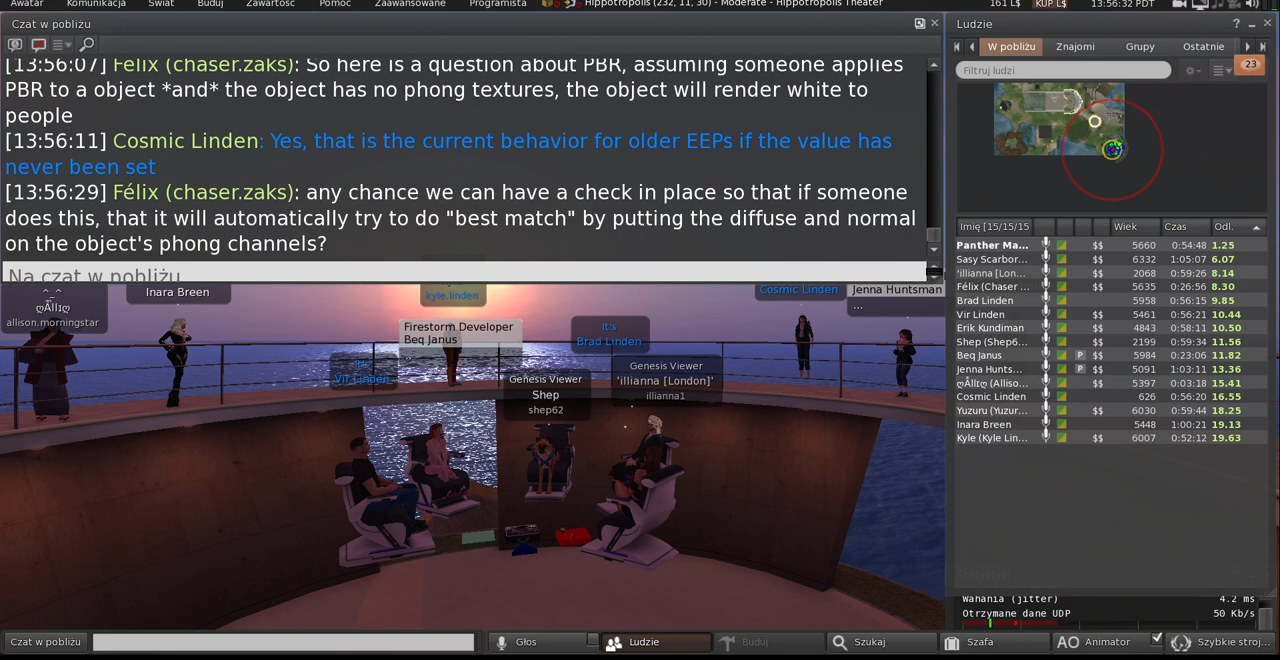 Awatar Komunikacja Świat Buduj Zawartość Pomoc Zaawansowane Programista Hippotropolis (232, 11, 30) - Moderate - Hippotropolis Theater 161 L$ KUP L$ 13:56:32 PDT
Czat w pobliżu
[13:56:07] Félix (chaser.zaks): So here is a question about PBR, assuming someone applies
PBR to a object *and* the object has no phong textures, the object will render white to
people
[13:56:11] Cosmic Linden: Yes, that is the current behavior for older EEPs if the value has
never been set
[13:56:29] Félix (chaser.zaks): any chance we can have a check in place so that if someone
does this, that it will automatically try to do "best match" by putting the diffuse and normal
on the object's phong channels?
Na czat w pobliżu
Ludzie
? _ ×
W pobliżu Znajomi Grupy Ostatnie
Filtruj ludzi
23
Imię [15/15/15 Wiek Czas Odl.
Panther Ma... $$ 5660 0:54:48 1.25
Sasy Scarbor... $$ 6332 1:05:07 6.07
'illianna [Lon... $$ 2068 0:59:26 8.14
Félix (Chaser ... $$ 5635 0:26:56 8.30
Brad Linden 5958 0:56:15 9.85
Vir Linden $$ 5461 0:56:21 10.44
Erik Kundiman $$ 4843 0:58:11 10.50
Shep (Shep6... $$ 2199 0:59:34 11.56
Beq Janus P $$ 5984 0:23:06 11.82
Jenna Hunts... P $$ 5091 0:03:11 13.36
ღÅllɪღ (Alliso... $$ 5397 0:03:18 15.41
Cosmic Linden 626 0:56:20 16.55
Yuzuru (Yuzur... $$ 6030 0:59:44 18.25
Inara Breen 5448 1:00:21 19.13
Kyle (Kyle Lin... $$ 6007 0:52:12 19.63
^_^
ღÅllɪღ
allison.morningstar
Inara Breen
kyle.linden
Cosmic Linden
Jenna Huntsman
...
Firestorm Developer
Beq Janus
It's
Brad Linden
It's
Vir Linden
Genesis Viewer
Shep
shep62
Genesis Viewer
'illianna [London]'
illianna1
Wahania (jitter) 4.2 ms
Otrzymane dane UDP 50 Kb/s
Czat w pobliżu Głos Ludzie Buduj Szukaj Szafa AO Animator Szybkie stroj...